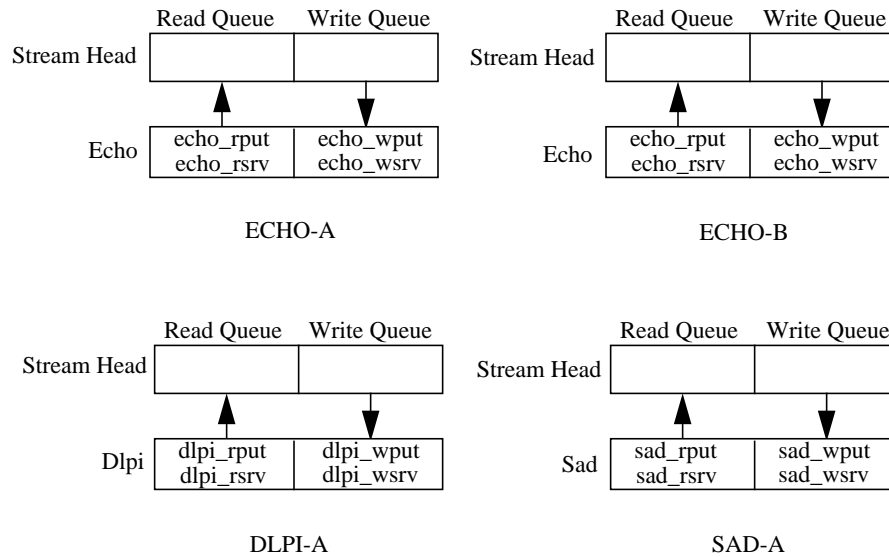 Read Queue Write Queue
Stream Head
Echo
echo_rput echo_wput
echo_rsrv echo_wsrv
ECHO-A
Read Queue Write Queue
Stream Head
Echo
echo_rput echo_wput
echo_rsrv echo_wsrv
ECHO-B
Read Queue Write Queue
Stream Head
Dlpi
dlpi_rput dlpi_wput
dlpi_rsrv dlpi_wsrv
DLPI-A
Read Queue Write Queue
Stream Head
Sad
sad_rput sad_wput
sad_rsrv sad_wsrv
SAD-A